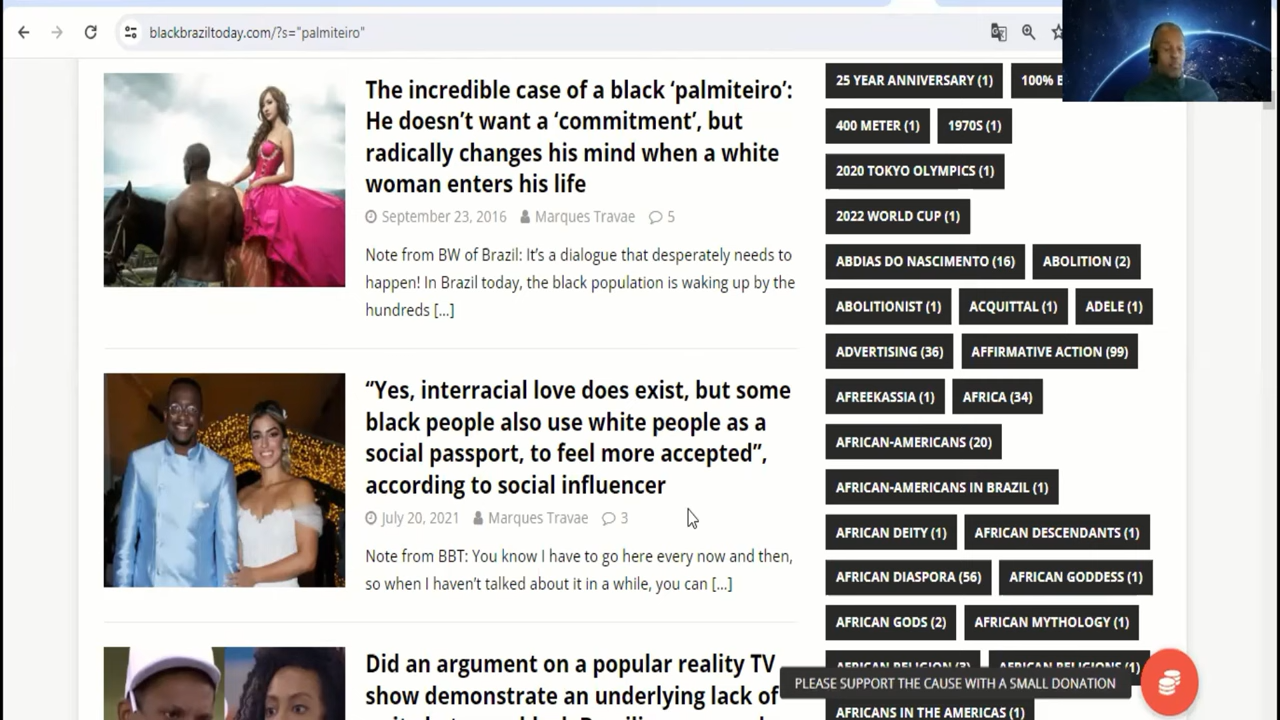 blackbraziltoday.com/?s="palmiteiro"
The incredible case of a black ‘palmiteiro’:
He doesn’t want a ‘commitment’, but
radically changes his mind when a white
woman enters his life
September 23, 2016 Marques Travae 5
Note from BW of Brazil: It’s a dialogue that desperately needs to
happen! In Brazil today, the black population is waking up by the
hundreds [...]
“Yes, interracial love does exist, but some
black people also use white people as a
social passport, to feel more accepted”,
according to social influencer
July 20, 2021 Marques Travae 3
Note from BBT: You know I have to go here every now and then,
so when I haven’t talked about it in a while, you can [...]
Did an argument on a popular reality TV
show demonstrate an underlying lack of
25 YEAR ANNIVERSARY (1) 100%
400 METER (1) 1970S (1)
2020 TOKYO OLYMPICS (1)
2022 WORLD CUP (1)
ABDIAS DO NASCIMENTO (16) ABOLITION (2)
ABOLITIONIST (1) ACQUITTAL (1) ADELE (1)
ADVERTISING (36) AFFIRMATIVE ACTION (99)
AFREEKASSIA (1) AFRICA (34)
AFRICAN-AMERICANS (20)
AFRICAN-AMERICANS IN BRAZIL (1)
AFRICAN DEITY (1) AFRICAN DESCENDANTS (1)
AFRICAN DIASPORA (56) AFRICAN GODDESS (1)
AFRICAN GODS (2) AFRICAN MYTHOLOGY (1)
AFRICAN RELIGION (3) AFRICAN RELIGIONS (1)
PLEASE SUPPORT THE CAUSE WITH A SMALL DONATION
AFRICANS IN THE AMERICAS (1)